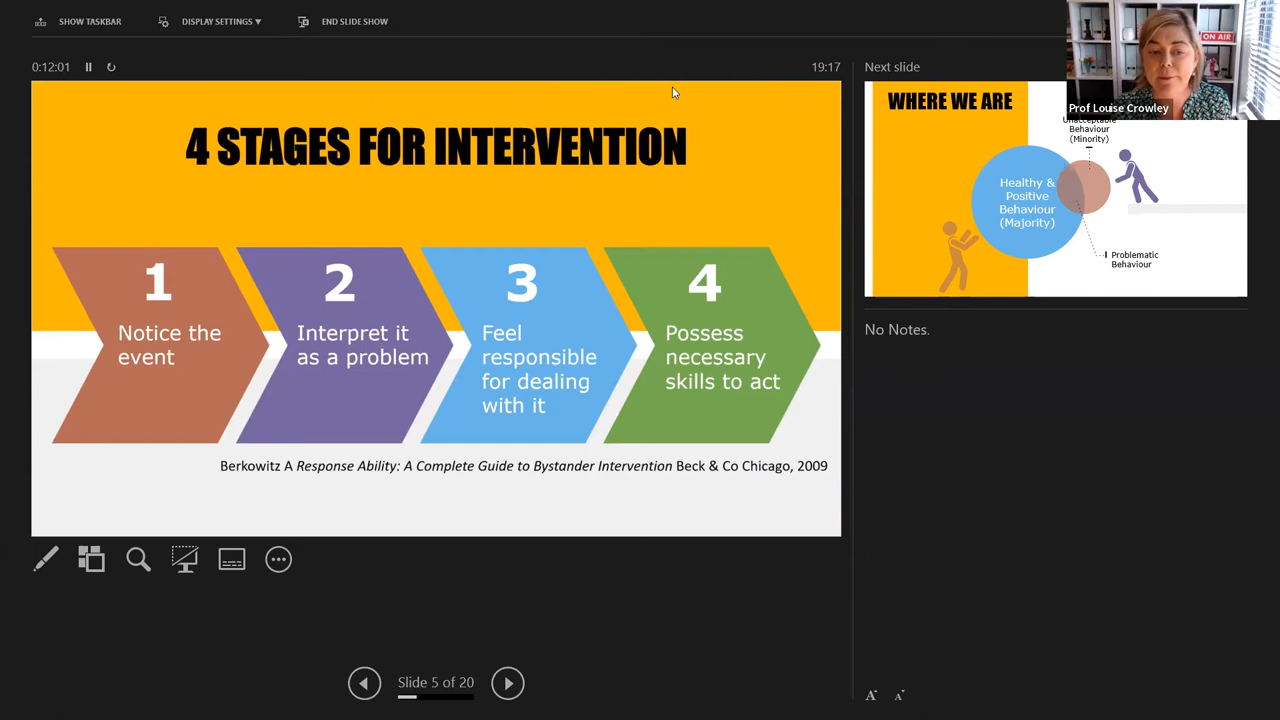 SHOW TASKBAR
DISPLAY SETTINGS ▼
END SLIDE SHOW
0:12:01
19:17
4 STAGES FOR INTERVENTION
1
Notice the
event
2
Interpret it
as a problem
3
Feel
responsible
for dealing
with it
4
Possess
necessary
skills to act
Berkowitz A Response Ability: A Complete Guide to Bystander Intervention Beck & Co Chicago, 2009
Slide 5 of 20
Next slide
WHERE WE ARE
Unacceptable
Behaviour
(Minority)
Healthy &
Positive
Behaviour
(Majority)
Problematic
Behaviour
No Notes.
A
A
ON AIR
Prof Louise Crowley